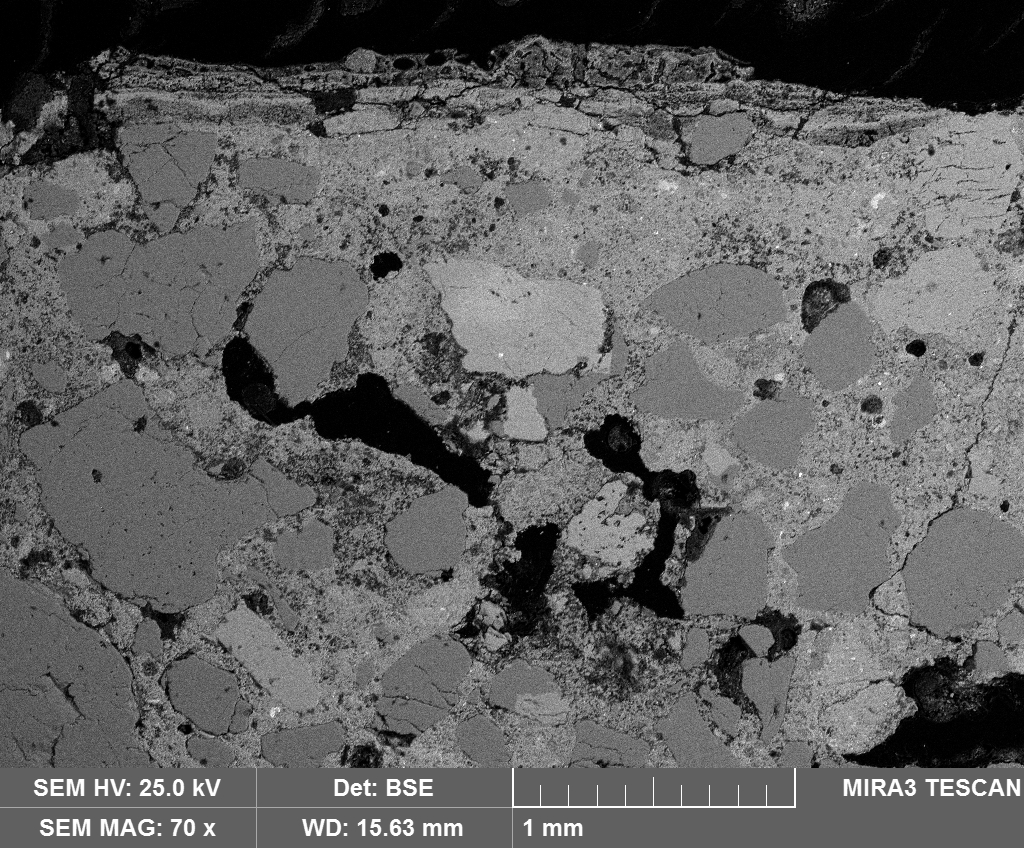 SEM HV: 25.0 kV Det: BSE MIRA3 TESCAN
SEM MAG: 70 x WD: 15.63 mm 1 mm